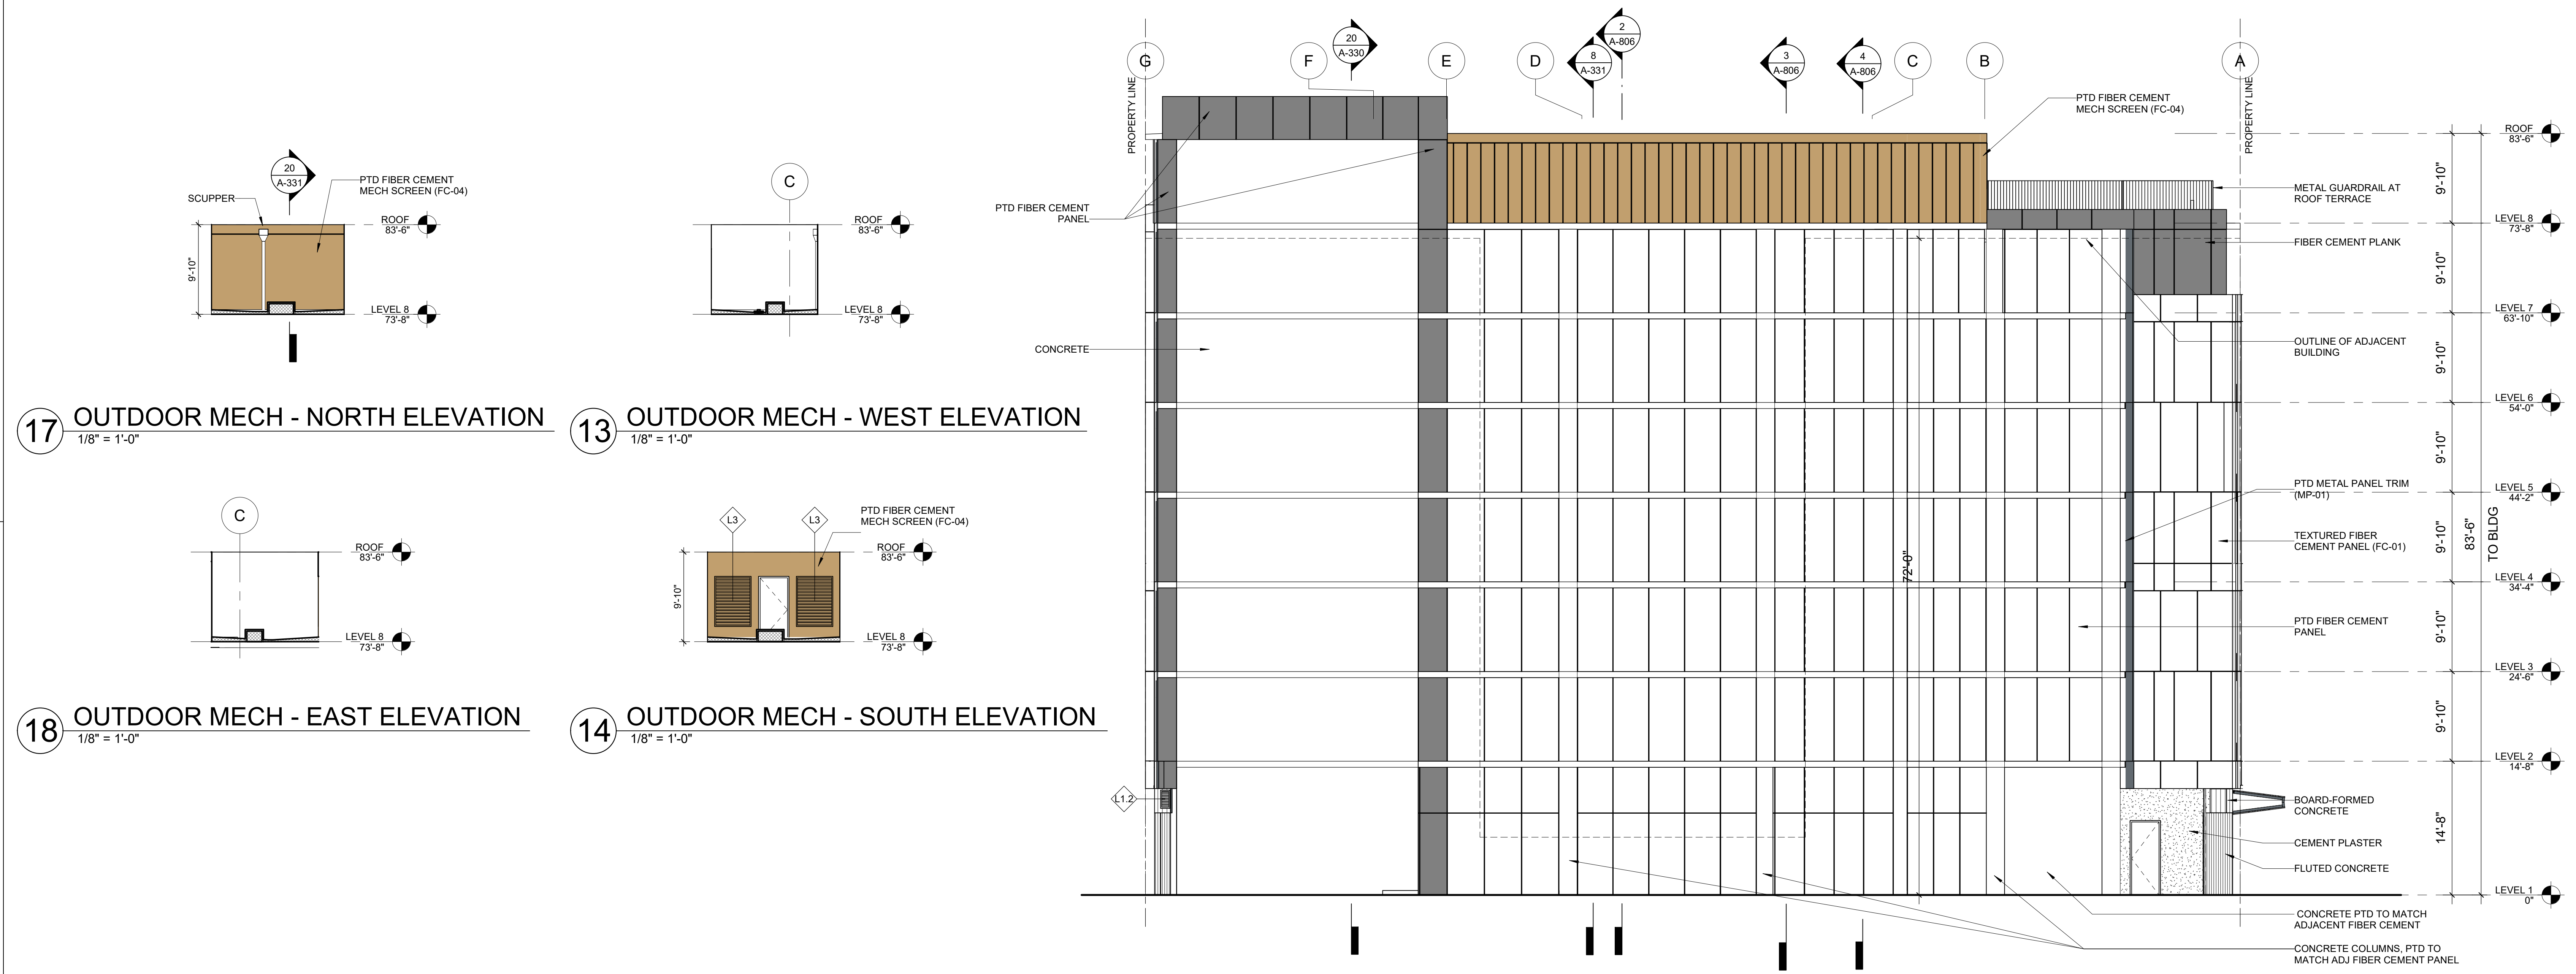 20
A-331
SCUPPER
PTD FIBER CEMENT
MECH SCREEN (FC-04)
ROOF
83'-6"
9'-10"
LEVEL 8
73'-8"
17
OUTDOOR MECH - NORTH ELEVATION
1/8" = 1'-0"
C
ROOF
83'-6"
LEVEL 8
73'-8"
13
OUTDOOR MECH - WEST ELEVATION
1/8" = 1'-0"
C
ROOF
83'-6"
LEVEL 8
73'-8"
18
OUTDOOR MECH - EAST ELEVATION
1/8" = 1'-0"
L3
L3
PTD FIBER CEMENT
MECH SCREEN (FC-04)
ROOF
83'-6"
9'-10"
LEVEL 8
73'-8"
14
OUTDOOR MECH - SOUTH ELEVATION
1/8" = 1'-0"
G
F
20
A-330
E
D
8
A-331
2
A-806
3
A-806
4
A-806
C
B
A
PROPERTY LINE
PROPERTY LINE
PTD FIBER CEMENT
MECH SCREEN (FC-04)
PTD FIBER CEMENT
PANEL
CONCRETE
L1.2
72'-0"
METAL GUARDRAIL AT
ROOF TERRACE
FIBER CEMENT PLANK
OUTLINE OF ADJACENT
BUILDING
PTD METAL PANEL TRIM
(MP-01)
TEXTURED FIBER
CEMENT PANEL (FC-01)
PTD FIBER CEMENT
PANEL
BOARD-FORMED
CONCRETE
CEMENT PLASTER
FLUTED CONCRETE
CONCRETE PTD TO MATCH
ADJACENT FIBER CEMENT
CONCRETE COLUMNS, PTD TO
MATCH ADJ FIBER CEMENT PANEL
9'-10"
9'-10"
9'-10"
9'-10"
9'-10"
9'-10"
9'-10"
14'-8"
83'-6"
TO BLDG
ROOF
83'-6"
LEVEL 8
73'-8"
LEVEL 7
63'-10"
LEVEL 6
54'-0"
LEVEL 5
44'-2"
LEVEL 4
34'-4"
LEVEL 3
24'-6"
LEVEL 2
14'-8"
LEVEL 1
0"